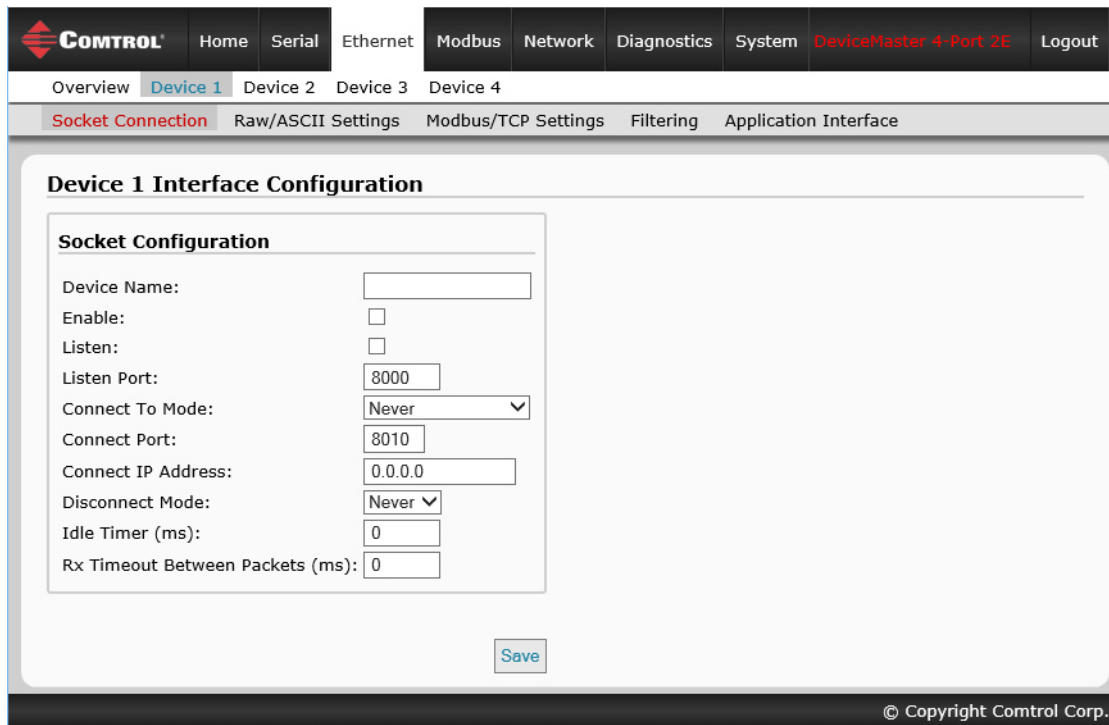 COMTROL Home Serial Ethernet Modbus Network Diagnostics System DeviceMaster 4-Port 2E Logout
Overview Device 1 Device 2 Device 3 Device 4
Socket Connection Raw/ASCII Settings Modbus/TCP Settings Filtering Application Interface
Device 1 Interface Configuration
Socket Configuration
Device Name:
Enable:
Listen:
Listen Port: 8000
Connect To Mode: Never
Connect Port: 8010
Connect IP Address: 0.0.0.0
Disconnect Mode: Never
Idle Timer (ms): 0
Rx Timeout Between Packets (ms): 0
Save
© Copyright Comtrol Corp.